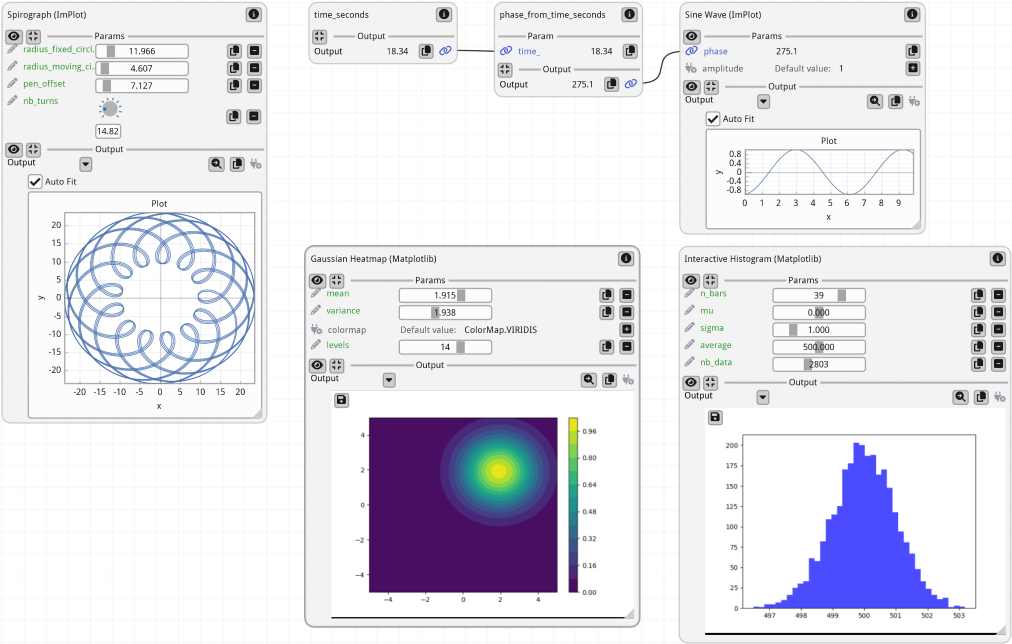 Spirograph (ImPlot)
Params
radius_fixed_circl.
11.966
radius_moving_ci.
4.607
pen_offset
7.127
nb_turns
14.82
Output
Output
Auto Fit
Plot
20
15
10
5
0
-5
-10
-15
-20
y
-20 -15 -10 -5 0 5 10 15 20
x
time_seconds
Output
Output 18.34
phase_from_time_seconds
Param
time_ 18.34
Output
Output 275.1
Sine Wave (ImPlot)
Params
phase 275.1
amplitude Default value: 1
Output
Output
Auto Fit
Plot
0.8
0.4
0
-0.4
-0.8
y
0 1 2 3 4 5 6 7 8 9
x
Gaussian Heatmap (Matplotlib)
Params
mean 1.915
variance 1.938
colormap Default value: ColorMap.VIRIDIS
levels 14
Output
Output
4
2
0
−2
−4
−4 −2 0 2 4
0.96
0.80
0.64
0.48
0.32
0.16
0.00
Interactive Histogram (Matplotlib)
Params
n_bars 39
mu 0.000
sigma 1.000
average 500.000
nb_data 2803
Output
Output
200
175
150
125
100
75
50
25
0
497 498 499 500 501 502 503